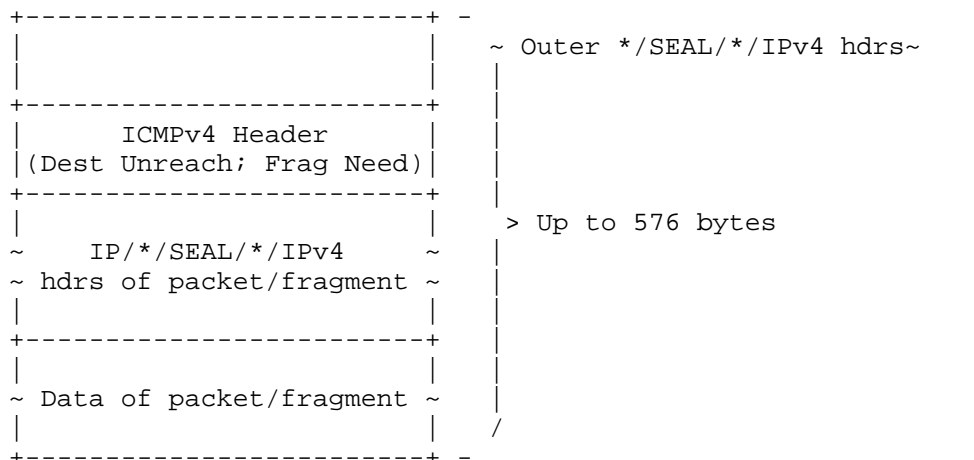 ~ Outer */SEAL/*/IPv4 hdrs~
ICMPv4 Header
(Dest Unreach; Frag Need)
> Up to 576 bytes
~ IP/*/SEAL/*/IPv4 ~
~ hdrs of packet/fragment ~
~ Data of packet/fragment ~